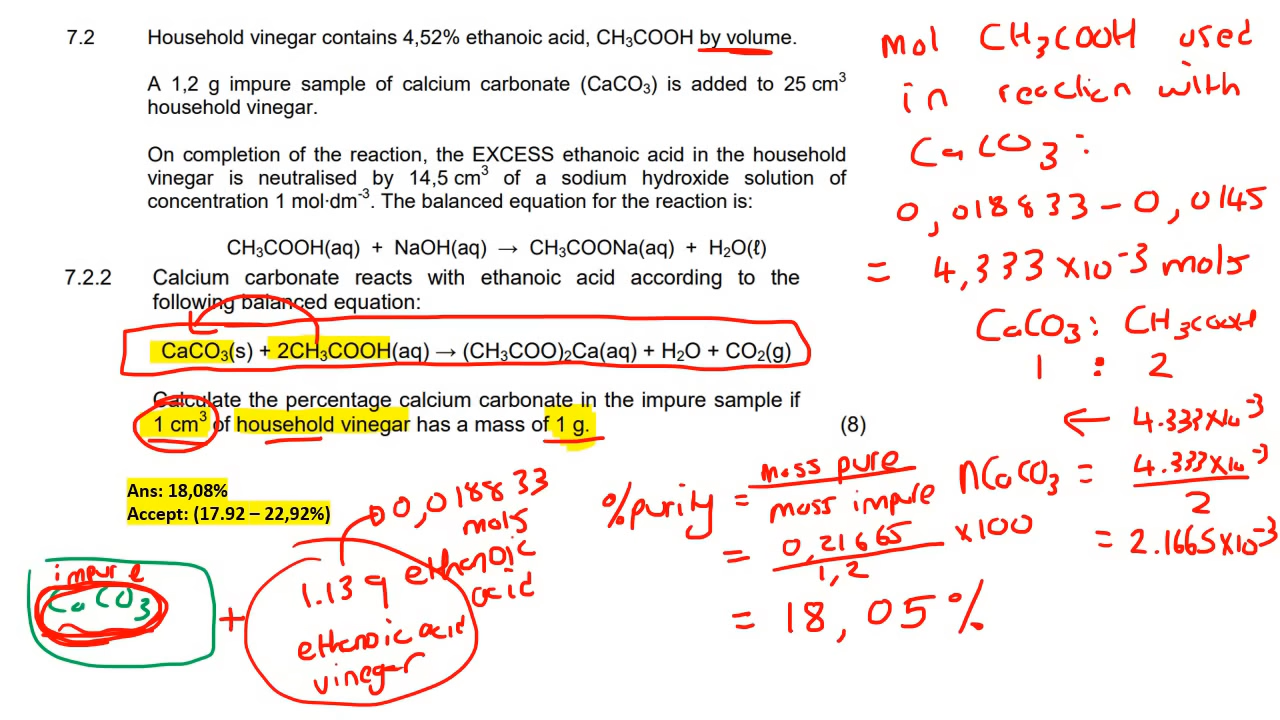 7.2 Household vinegar contains 4,52% ethanoic acid, CH₃COOH by volume.
A 1,2 g impure sample of calcium carbonate (CaCO₃) is added to 25 cm³
household vinegar.
On completion of the reaction, the EXCESS ethanoic acid in the household
vinegar is neutralised by 14,5 cm³ of a sodium hydroxide solution of
concentration 1 mol·dm⁻³. The balanced equation for the reaction is:
CH₃COOH(aq) + NaOH(aq) → CH₃COONa(aq) + H₂O(ℓ)
7.2.2 Calcium carbonate reacts with ethanoic acid according to the
following balanced equation:
CaCO₃(s) + 2CH₃COOH(aq) → (CH₃COO)₂Ca(aq) + H₂O + CO₂(g)
Calculate the percentage calcium carbonate in the impure sample if
1 cm³ of household vinegar has a mass of 1 g. (8)
Ans: 18,08%
Accept: (17.92 – 22,92%)
impure
CaCO₃
+
0,018833
mols
1.13g ethanoic
acid
ethanoic acid
vinegar
mol CH₃COOH used
in reaction with
CaCO₃:
0,018833 - 0,0145
= 4,333 x10⁻³ mols
CaCO₃ : CH₃COOH
1 : 2
← 4.333x10⁻³
nCaCO₃ = 4.333x10⁻³
2
= 2.1665x10⁻³
%purity = mass pure
mass impure
= 0,21665 x100
1,2
= 18,05%